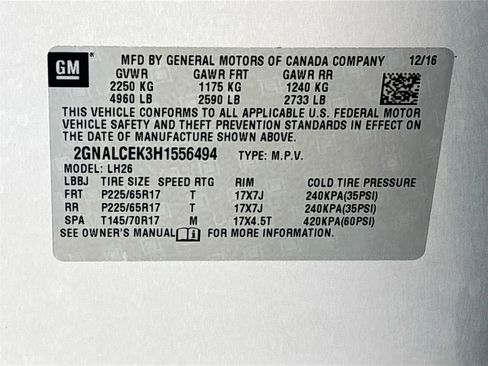 GM MFD BY GENERAL MOTORS OF CANADA COMPANY 12/16
GVWR GAWR FRT GAWR RR
2250 KG 1175 KG 1240 KG
4960 LB 2590 LB 2733 LB
THIS VEHICLE CONFORMS TO ALL APPLICABLE U.S. FEDERAL MOTOR
VEHICLE SAFETY AND THEFT PREVENTION STANDARDS IN EFFECT ON
THE DATE OF MANUFACTURE SHOWN ABOVE.
2GNALCEK3H1556494 TYPE: M.P.V.
MODEL: LH26
LBBJ TIRE SIZE SPEED RTG RIM COLD TIRE PRESSURE
FRT P225/65R17 T 17X7J 240KPA(35PSI)
RR P225/65R17 T 17X7J 240KPA(35PSI)
SPA T145/70R17 M 17X4.5T 420KPA(60PSI)
SEE OWNER'S MANUAL FOR MORE INFORMATION.